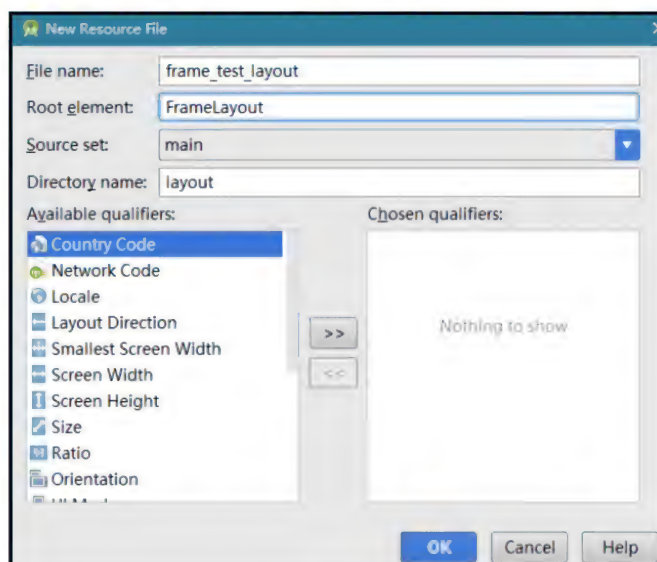 New Resource File
File name: frame_test_layout
Root element: FrameLayout
Source set: main
Directory name: layout
Available qualifiers:
Chosen qualifiers:
Country Code
Network Code
Locale
Layout Direction
Smallest Screen Width
Screen Width
Screen Height
Size
Ratio
Orientation
>>
<<
Nothing to show
OK
Cancel
Help